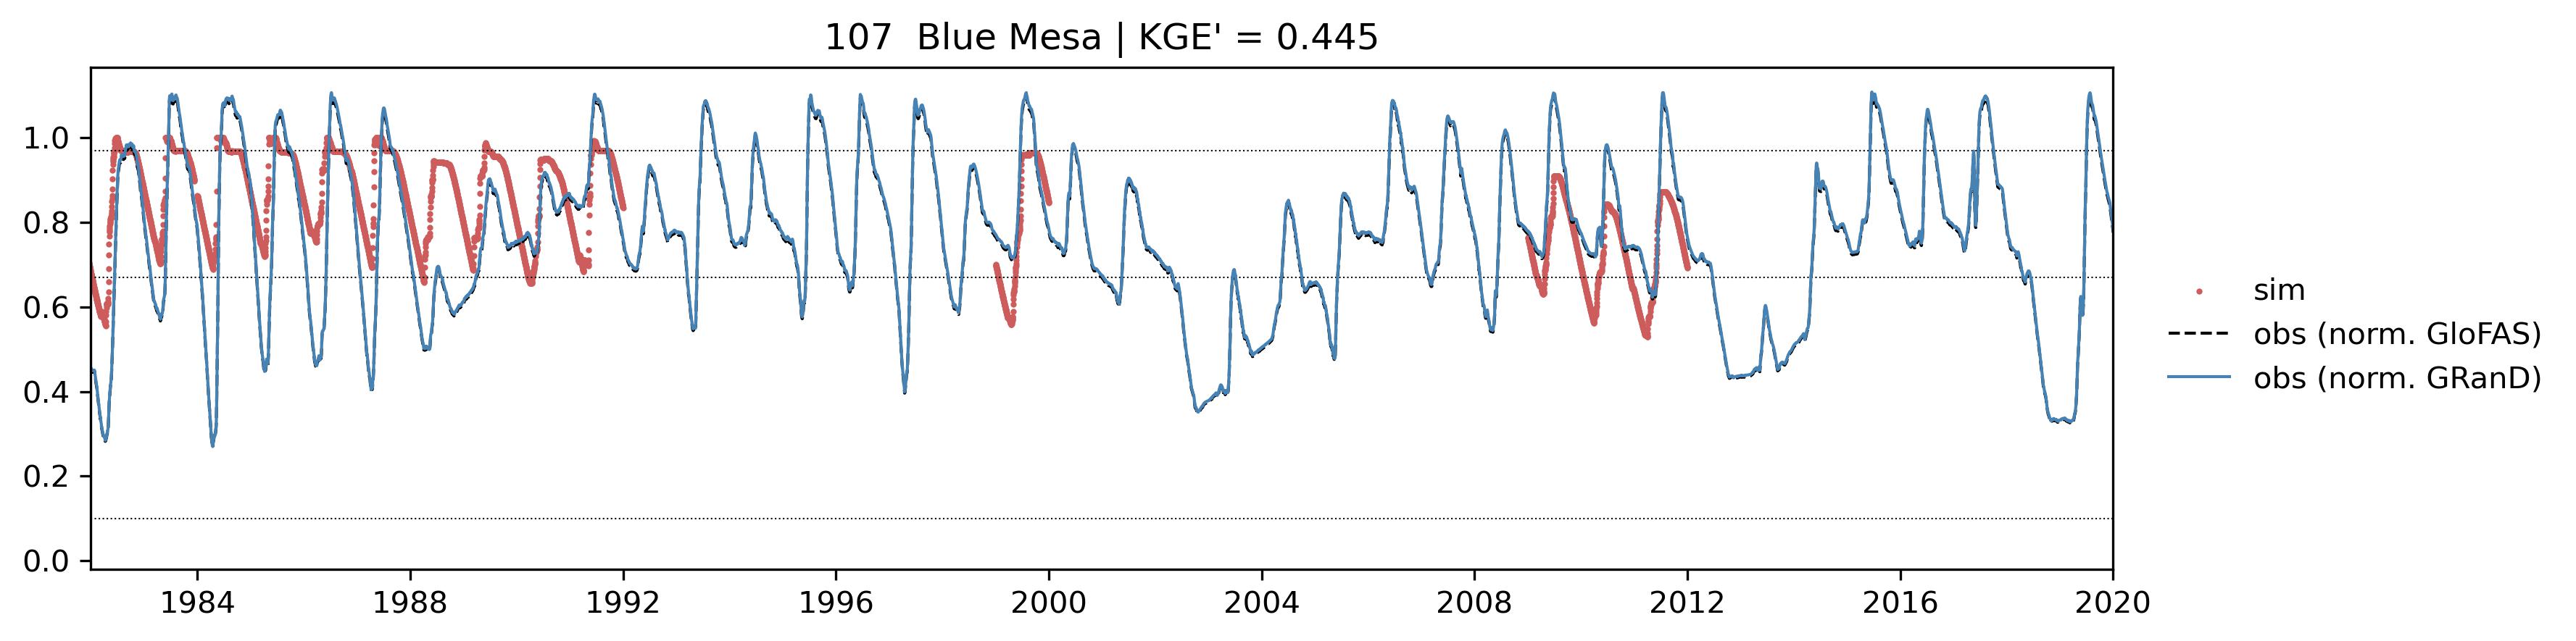 107  Blue Mesa | KGE' = 0.445
1.0
0.8
0.6
0.4
0.2
0.0
1984 1988 1992 1996 2000 2004 2008 2012 2016 2020
sim
obs (norm. GloFAS)
obs (norm. GRanD)